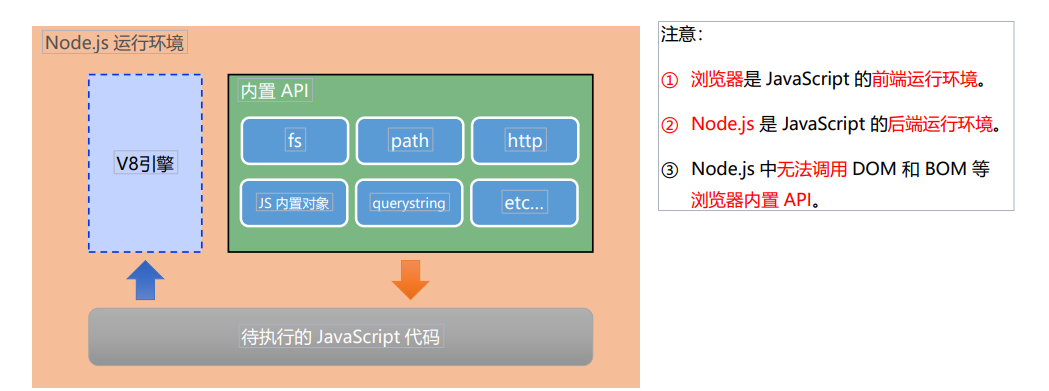 Node.js 运行环境
V8引擎
内置 API
fs
path
http
JS 内置对象
querystring
etc...
待执行的 JavaScript 代码
注意：
① 浏览器是 JavaScript 的前端运行环境。
② Node.js 是 JavaScript 的后端运行环境。
③ Node.js 中无法调用 DOM 和 BOM 等
浏览器内置 API。